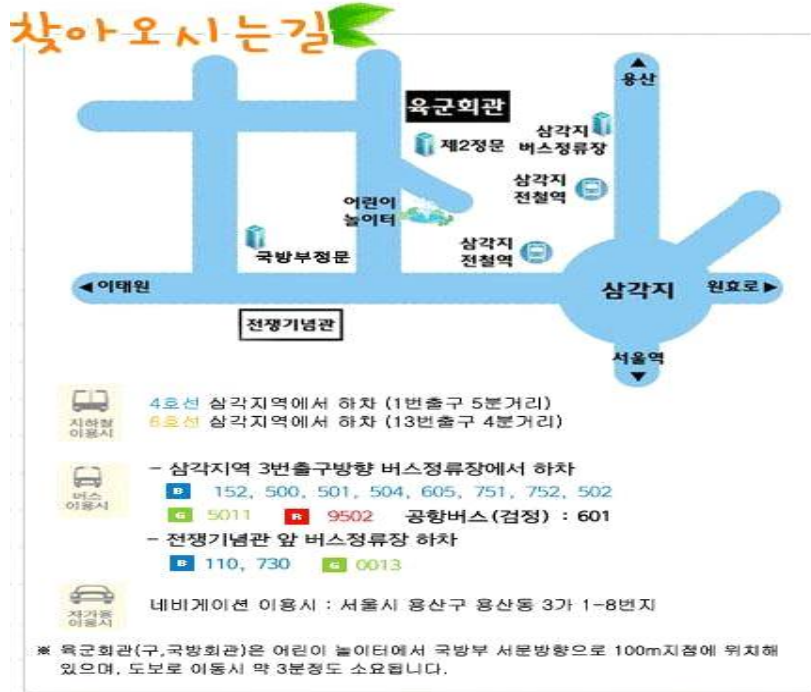 찾아오시는길
▲
용산
육군회관
제2정문
삼각지
버스정류장
삼각지
전철역
어린이
놀이터
국방부정문
삼각지
전철역
◀이태원
삼각지
원효로▶
전쟁기념관
서울역
▼
지하철
이용시
4호선 삼각지역에서 하차 (1번출구 5분거리)
6호선 삼각지역에서 하차 (13번출구 4분거리)
버스
이용시
- 삼각지역 3번출구방향 버스정류장에서 하차
B 152, 500, 501, 504, 605, 751, 752, 502
G 5011 R 9502 공항버스(검정) : 601
- 전쟁기념관 앞 버스정류장 하차
B 110, 730 G 0013
자가용
이용시
네비게이션 이용시 : 서울시 용산구 용산동 3가 1-8번지
※ 육군회관(구,국방회관)은 어린이 놀이터에서 국방부 서문방향으로 100m지점에 위치해
있으며, 도보로 이동시 약 3분정도 소요됩니다.